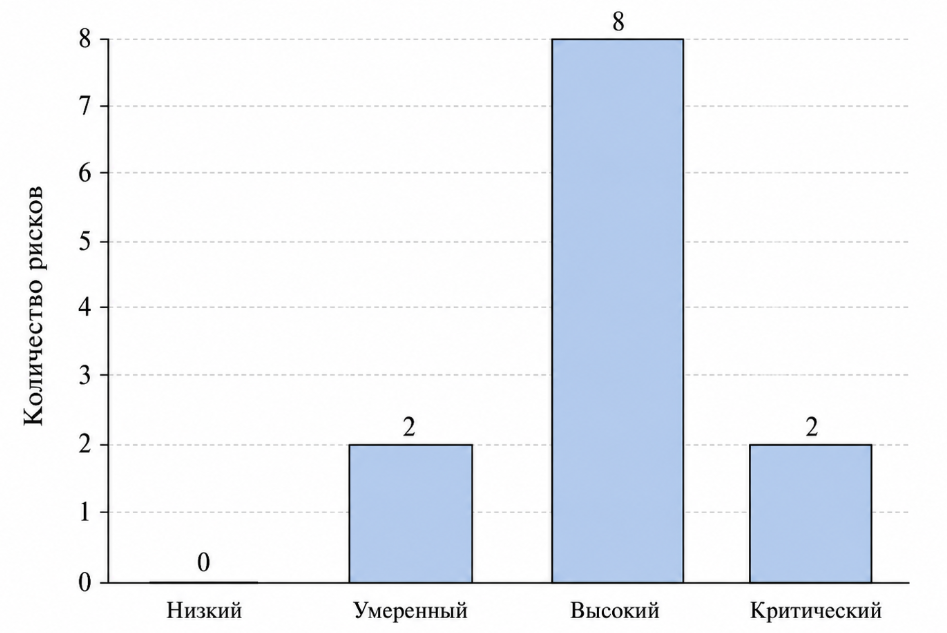 Количество рисков
8
7
6
5
4
3
2
1
0
0
2
8
2
Низкий
Умеренный
Высокий
Критический